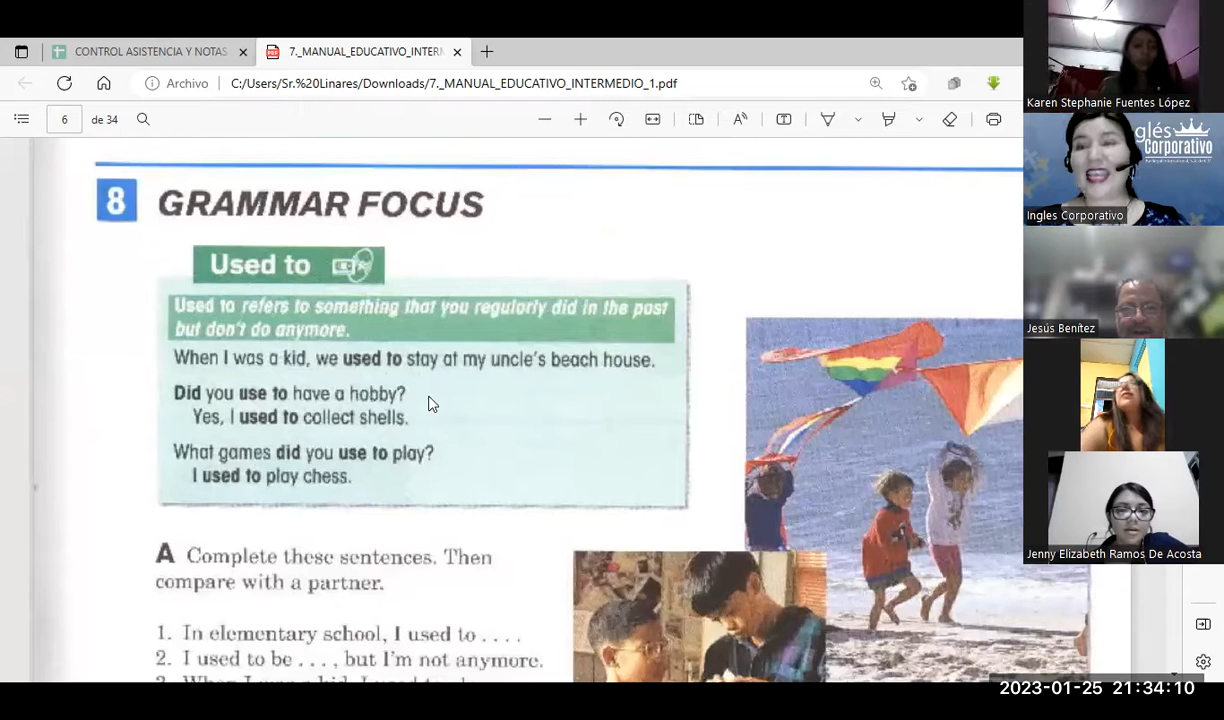 CONTROL ASISTENCIA Y NOTAS
7._MANUAL_EDUCATIVO_INTERM
Archivo
C:/Users/Sr.%20Linares/Downloads/7._MANUAL_EDUCATIVO_INTERMEDIO_1.pdf
6
de 34
8 GRAMMAR FOCUS
Used to
Used to refers to something that you regularly did in the past
but don't do anymore.
When I was a kid, we used to stay at my uncle's beach house.
Did you use to have a hobby?
Yes, I used to collect shells.
What games did you use to play?
I used to play chess.
A Complete these sentences. Then
compare with a partner.
1. In elementary school, I used to . . . .
2. I used to be . . . , but I'm not anymore.
Karen Stephanie Fuentes López
glés
Corporativo
Ingles Corporativo
Jesús Benítez
Jenny Elizabeth Ramos De Acosta
2023-01-25 21:34:10